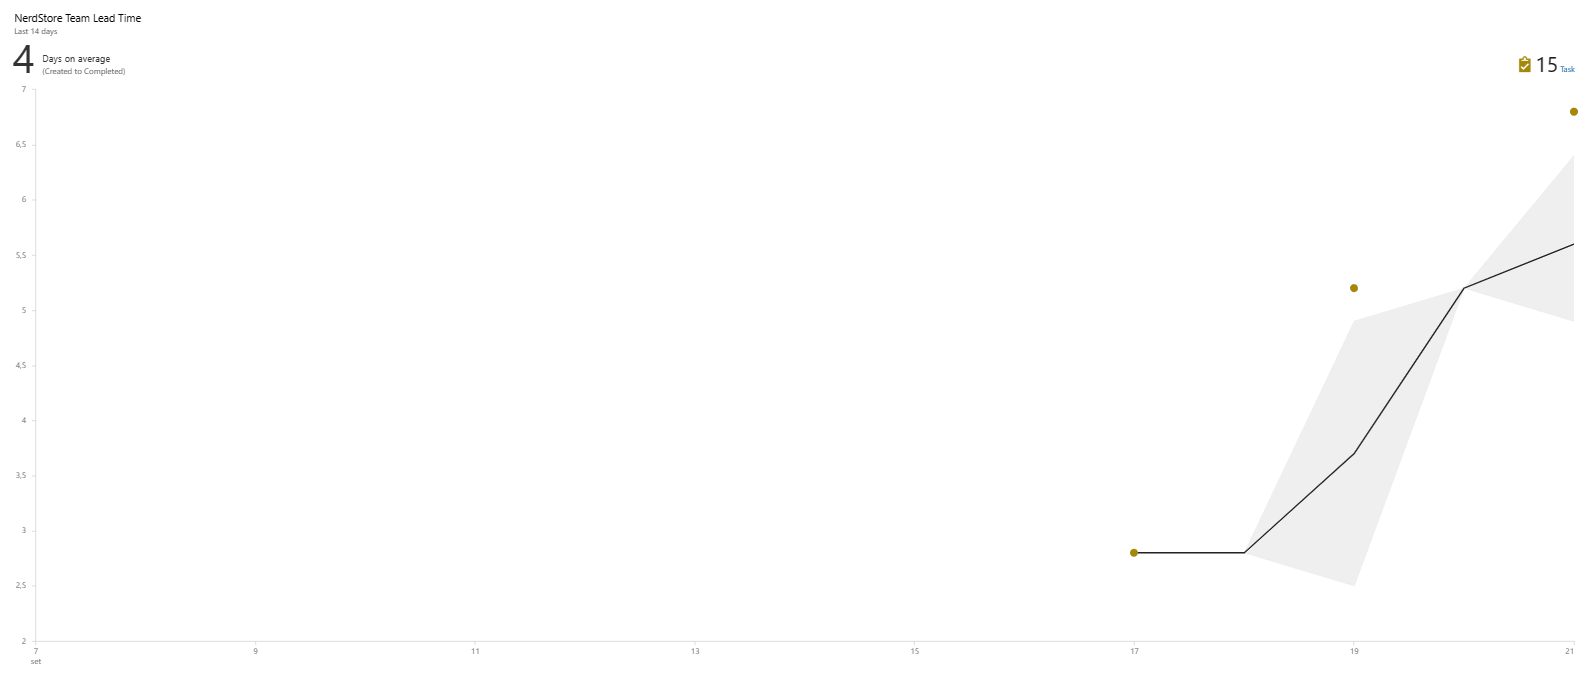 NerdStore Team Lead Time
Last 14 days
4 Days on average
(Created to Completed)
15 Task
7
6,5
6
5,5
5
4,5
4
3,5
3
2,5
2
7 9 11 13 15 17 19 21
set